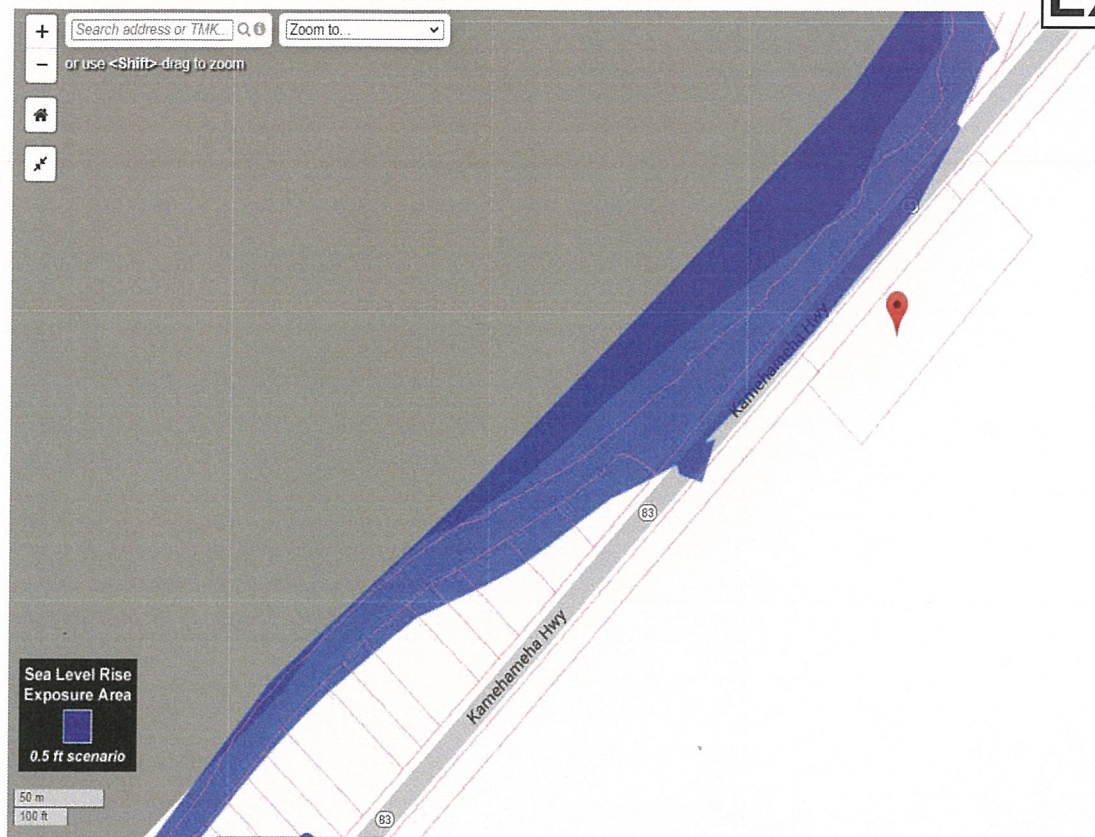 +
Search address or TMK...
Zoom to...
−
or use <Shift>-drag to zoom
83
Kamehameha Hwy
83
Kamehameha Hwy
Sea Level Rise
Exposure Area
0.5 ft scenario
50 m
100 ft
83